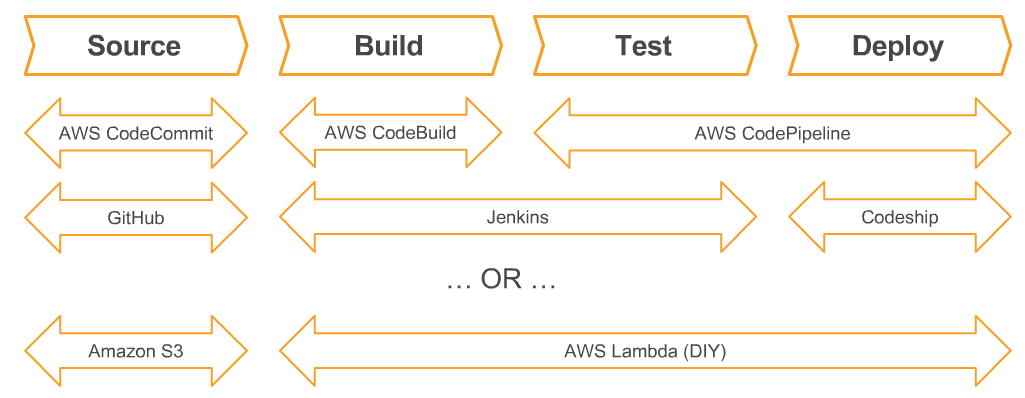 Source
Build
Test
Deploy
AWS CodeCommit
AWS CodeBuild
AWS CodePipeline
GitHub
Jenkins
Codeship
... OR ...
Amazon S3
AWS Lambda (DIY)